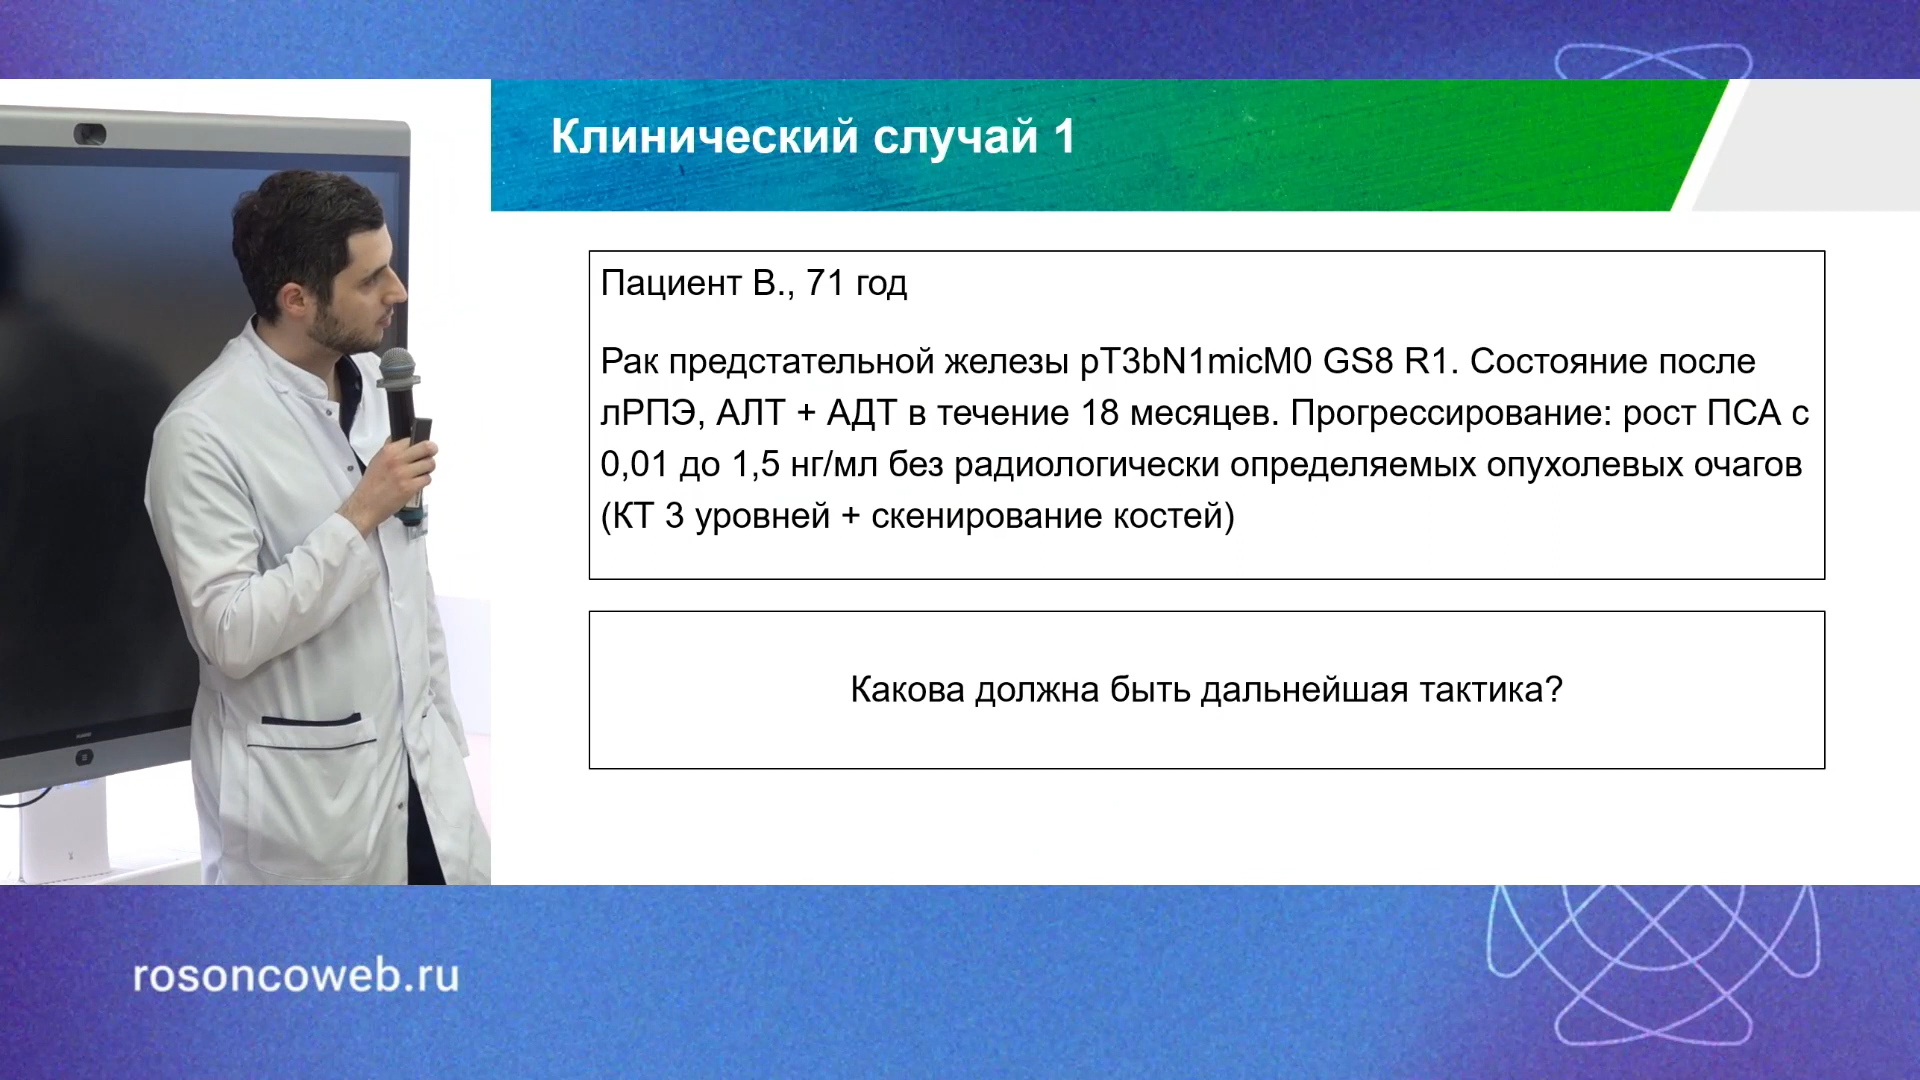 Клинический случай 1
Пациент В., 71 год
Рак предстательной железы pT3bN1micM0 GS8 R1. Состояние после
лРПЭ, АЛТ + АДТ в течение 18 месяцев. Прогрессирование: рост ПСА с
0,01 до 1,5 нг/мл без радиологически определяемых опухолевых очагов
(КТ 3 уровней + скенирование костей)
Какова должна быть дальнейшая тактика?
rosoncoweb.ru